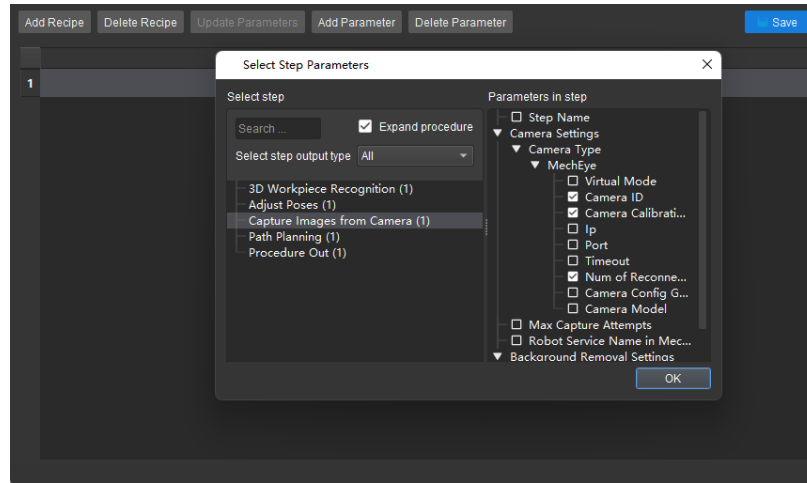 Add Recipe Delete Recipe Update Parameters Add Parameter Delete Parameter Save
Select Step Parameters
1
Select step
Parameters in step
Search ...
Expand procedure
Select step output type All
3D Workpiece Recognition (1)
Adjust Poses (1)
Capture Images from Camera (1)
Path Planning (1)
Procedure Out (1)
Step Name
Camera Settings
Camera Type
MechEye
Virtual Mode
Camera ID
Camera Calibrati...
Ip
Port
Timeout
Num of Reconne...
Camera Config G...
Camera Model
Max Capture Attempts
Robot Service Name in Mec...
Background Removal Settings
OK